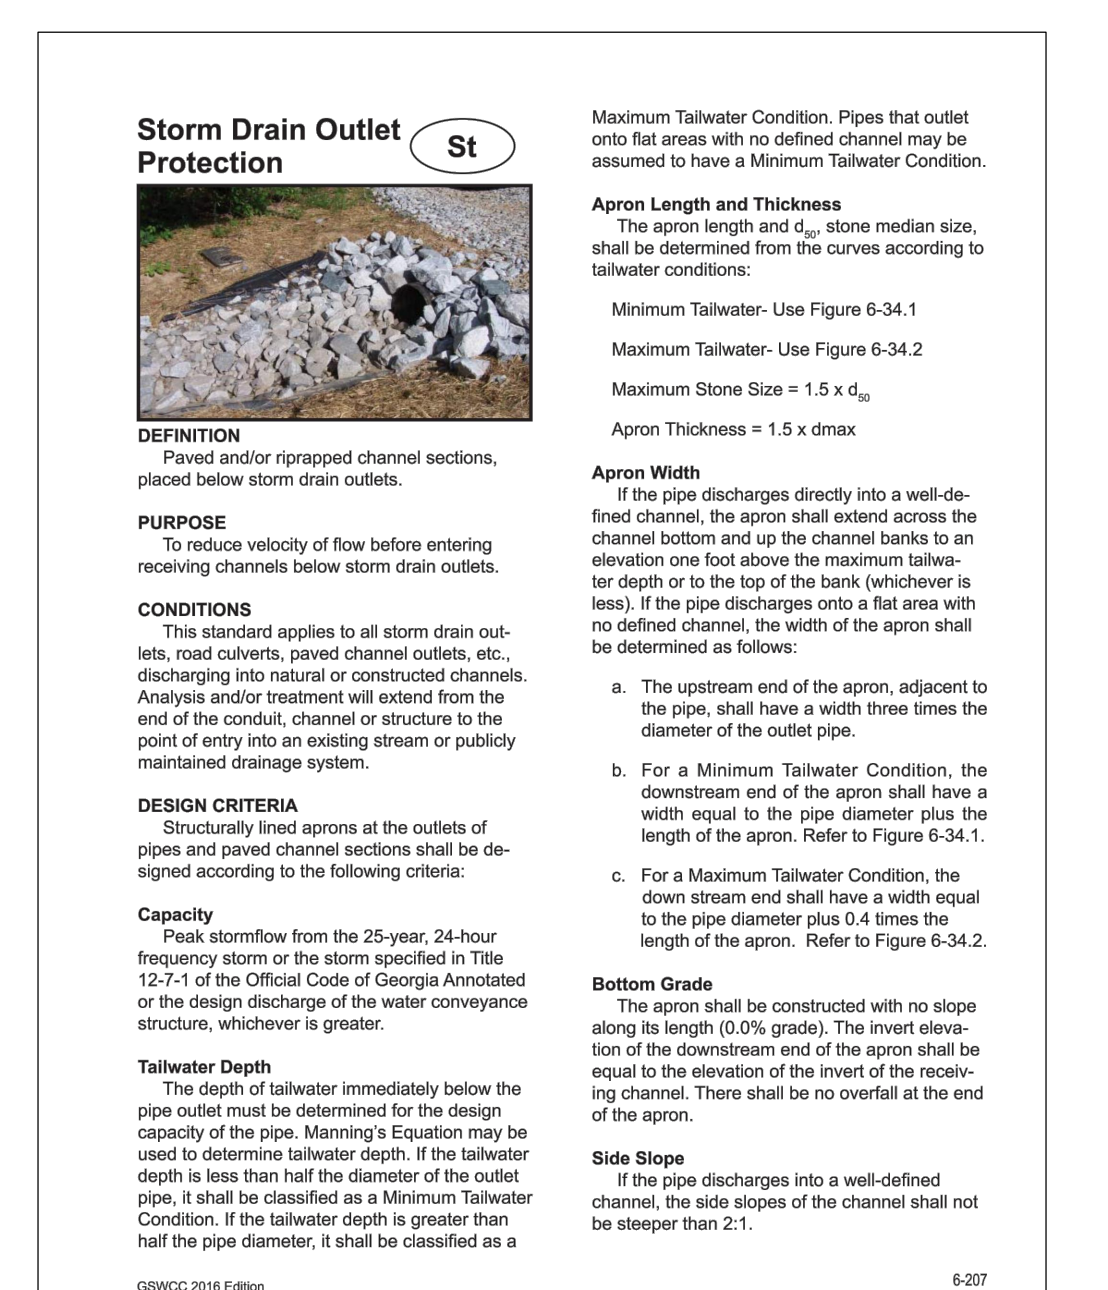 Storm Drain Outlet
Protection
St
DEFINITION
Paved and/or riprapped channel sections,
placed below storm drain outlets.
PURPOSE
To reduce velocity of flow before entering
receiving channels below storm drain outlets.
CONDITIONS
This standard applies to all storm drain out-
lets, road culverts, paved channel outlets, etc.,
discharging into natural or constructed channels.
Analysis and/or treatment will extend from the
end of the conduit, channel or structure to the
point of entry into an existing stream or publicly
maintained drainage system.
DESIGN CRITERIA
Structurally lined aprons at the outlets of
pipes and paved channel sections shall be de-
signed according to the following criteria:
Capacity
Peak stormflow from the 25-year, 24-hour
frequency storm or the storm specified in Title
12-7-1 of the Official Code of Georgia Annotated
or the design discharge of the water conveyance
structure, whichever is greater.
Tailwater Depth
The depth of tailwater immediately below the
pipe outlet must be determined for the design
capacity of the pipe. Manning's Equation may be
used to determine tailwater depth. If the tailwater
depth is less than half the diameter of the outlet
pipe, it shall be classified as a Minimum Tailwater
Condition. If the tailwater depth is greater than
half the pipe diameter, it shall be classified as a
Maximum Tailwater Condition. Pipes that outlet
onto flat areas with no defined channel may be
assumed to have a Minimum Tailwater Condition.
Apron Length and Thickness
The apron length and d50, stone median size,
shall be determined from the curves according to
tailwater conditions:
Minimum Tailwater- Use Figure 6-34.1
Maximum Tailwater- Use Figure 6-34.2
Maximum Stone Size = 1.5 x d50
Apron Thickness = 1.5 x dmax
Apron Width
If the pipe discharges directly into a well-de-
fined channel, the apron shall extend across the
channel bottom and up the channel banks to an
elevation one foot above the maximum tailwa-
ter depth or to the top of the bank (whichever is
less). If the pipe discharges onto a flat area with
no defined channel, the width of the apron shall
be determined as follows:
a. The upstream end of the apron, adjacent to
the pipe, shall have a width three times the
diameter of the outlet pipe.
b. For a Minimum Tailwater Condition, the
downstream end of the apron shall have a
width equal to the pipe diameter plus the
length of the apron. Refer to Figure 6-34.1.
c. For a Maximum Tailwater Condition, the
down stream end shall have a width equal
to the pipe diameter plus 0.4 times the
length of the apron. Refer to Figure 6-34.2.
Bottom Grade
The apron shall be constructed with no slope
along its length (0.0% grade). The invert eleva-
tion of the downstream end of the apron shall be
equal to the elevation of the invert of the receiv-
ing channel. There shall be no overfall at the end
of the apron.
Side Slope
If the pipe discharges into a well-defined
channel, the side slopes of the channel shall not
be steeper than 2:1.
GSWCC 2016 Edition
6-207